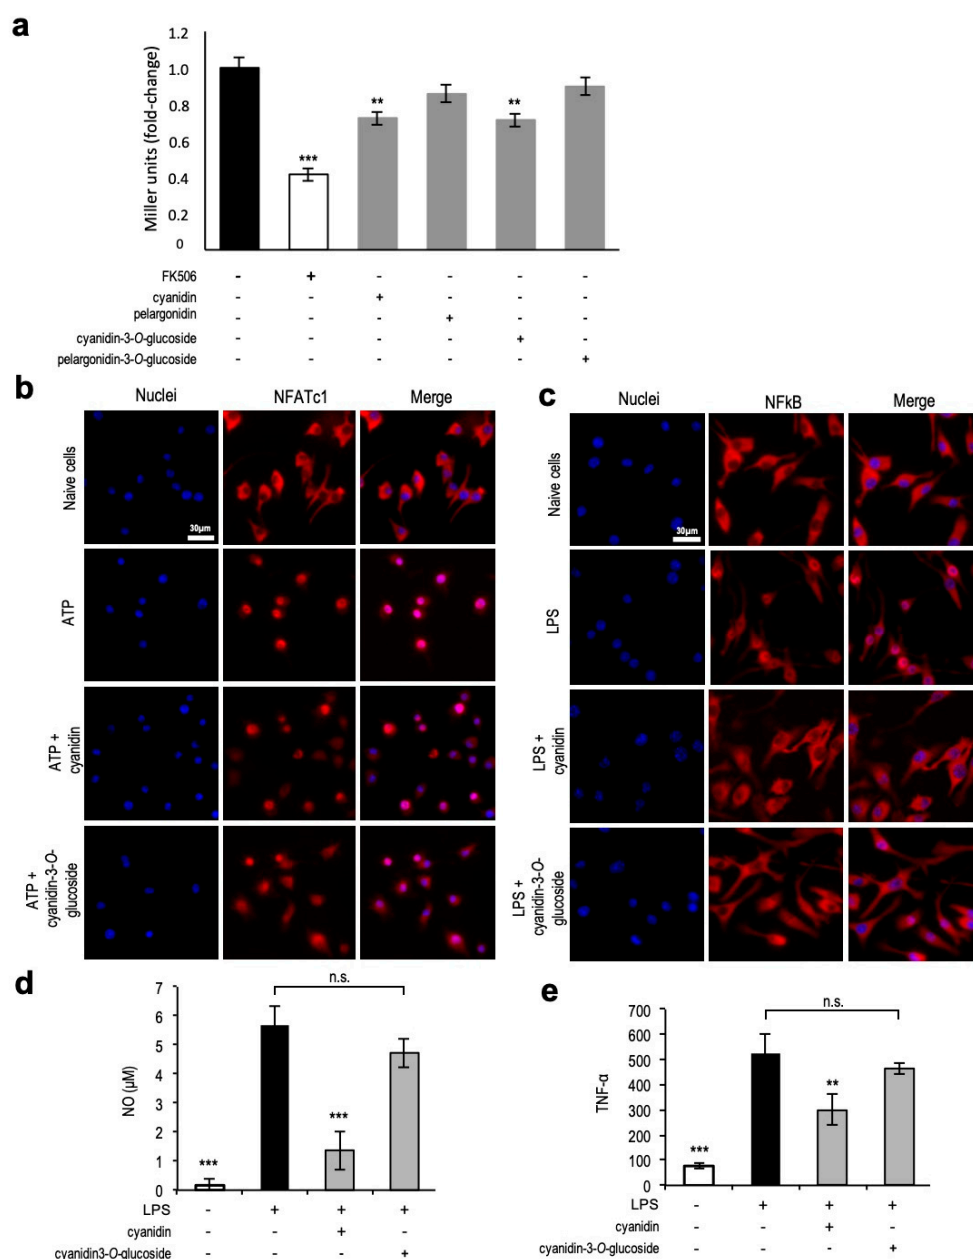 a
Miller units (fold-change)
1.2
1.0
0.8
0.6
0.4
0.2
0
***
**
**
FK506 - + - - - -
cyanidin - - + - - -
pelargonidin - - - + - -
cyanidin-3-O-glucoside - - - - + -
pelargonidin-3-O-glucoside - - - - - +
b
Nuclei NFATc1 Merge
Naive cells
30µm
ATP
ATP +
cyanidin
ATP +
cyanidin-3-O-
glucoside
c
Nuclei NFkB Merge
Naive cells
30µm
LPS
LPS +
cyanidin
LPS +
cyanidin-3-O-
glucoside
d
n.s.
NO (µM)
7
6
5
4
3
2
1
0
***
***
LPS - + + +
cyanidin +
cyanidin3-O-glucoside +
e
n.s.
TNF-α
700
600
500
400
300
200
100
0
***
**
LPS - + + +
cyanidin +
cyanidin-3-O-glucoside +